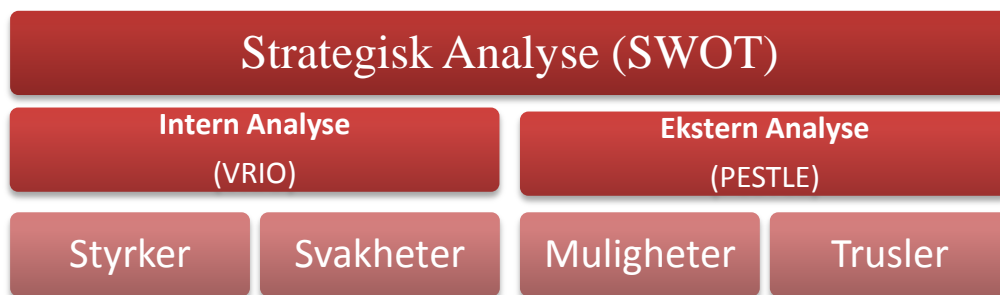 Strategisk Analyse (SWOT)
Intern Analyse
(VRIO)
Ekstern Analyse
(PESTLE)
Styrker
Svakheter
Muligheter
Trusler